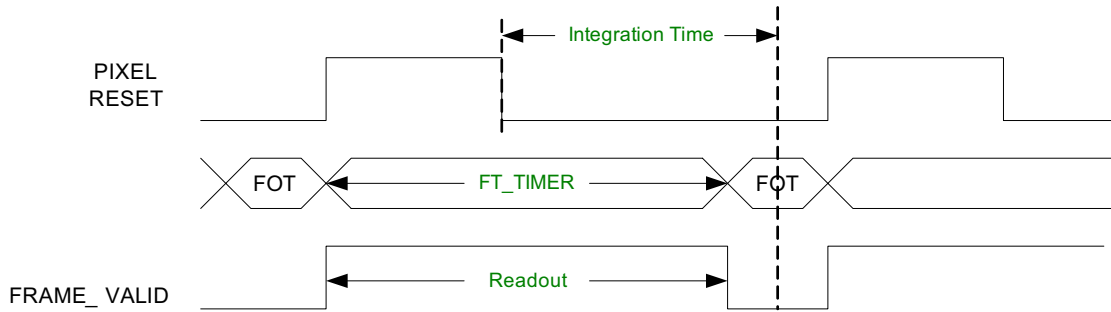 Integration Time
PIXEL
RESET
FOT
FT_TIMER
FOT
Readout
FRAME_ VALID